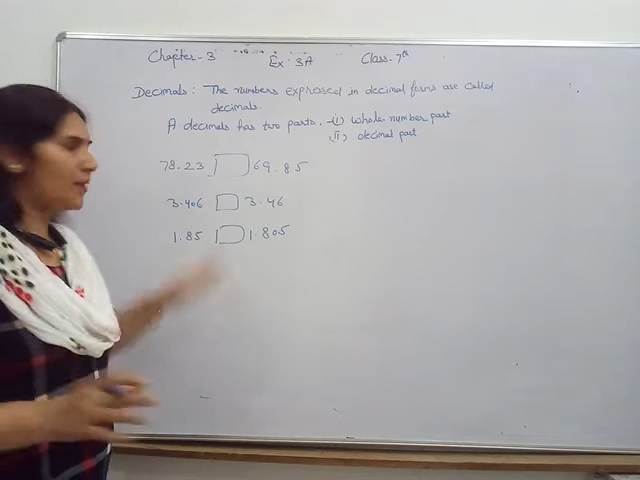 Chapter-3 Ex: 3A Class-7th
Decimals: The numbers expressed in decimal forms are called
decimals.
A decimals has two parts. -(i) whole number part
(ii) decimal part
78.23 69.85
3.406 3.46
1.85 1.805